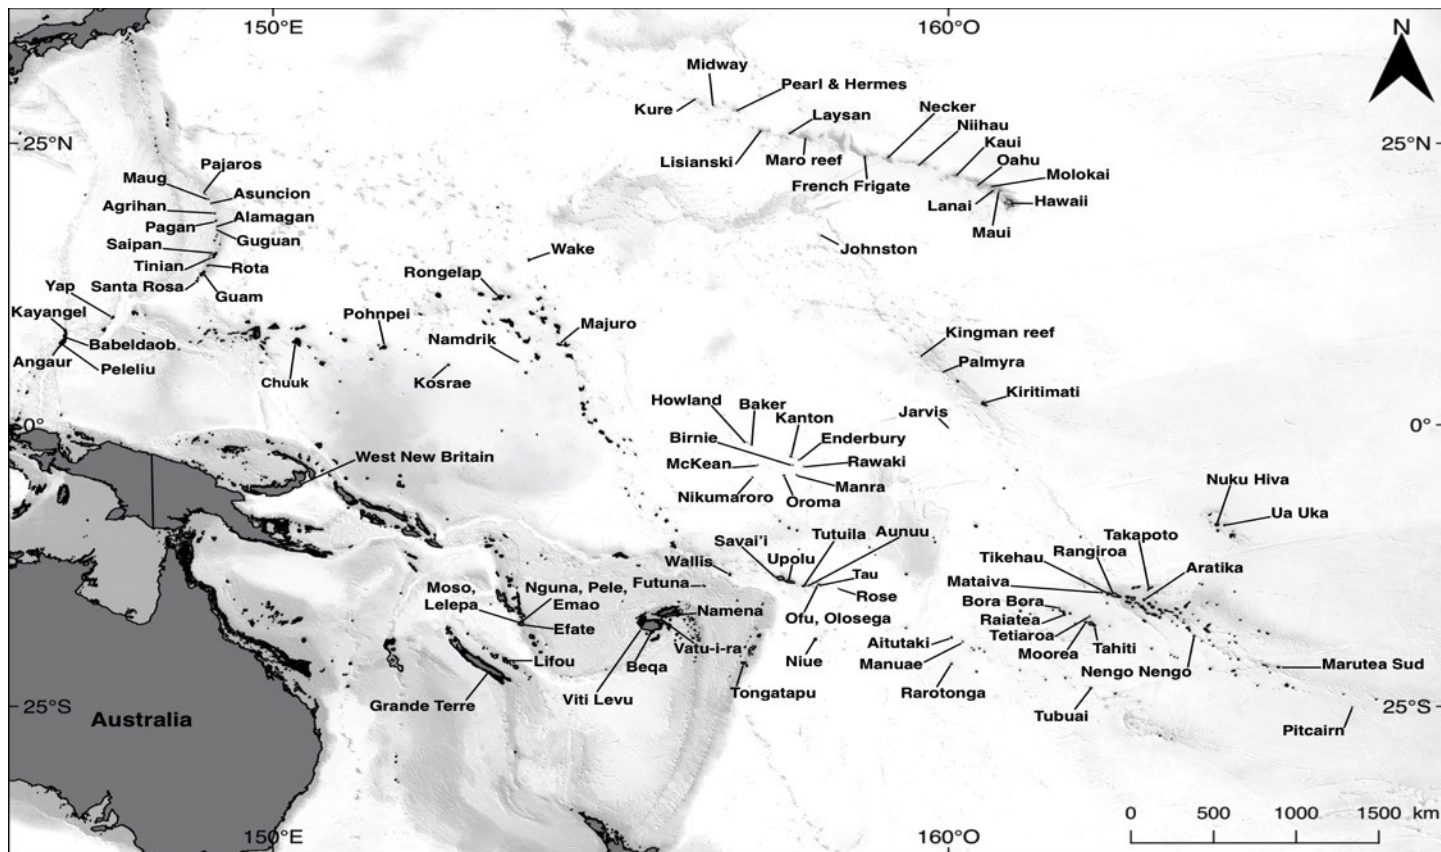 150°E
160°O
N
Midway
Pearl & Hermes
Kure
Laysan
Necker
Niihau
Kaui
Oahu
Molokai
25°N
25°N
Lisianski
Maro reef
French Frigate
Lanai
Hawaii
Maui
Pajaros
Maug
Asuncion
Agrihan
Alamagan
Pagan
Guguan
Saipan
Tinian
Rota
Santa Rosa
Guam
Johnston
Wake
Rongelap
Yap
Kayangel
Babeldaob
Angaur
Peleliu
Pohnpei
Namdrik
Majuro
Chuuk
Kosrae
Kingman reef
Palmyra
Kiritimati
Jarvis
0°
0°
Howland
Baker
Kanton
Birnie
Enderbury
McKean
Rawaki
Nikumaroro
Manra
Oroma
West New Britain
Nuku Hiva
Ua Uka
Savai'i
Upolu
Tutuila
Aunuu
Wallis
Futuna
Tau
Rose
Ofu, Olosega
Niue
Tikehau
Rangiroa
Takapoto
Mataiva
Aratika
Bora Bora
Raiatea
Tetiaroa
Moorea
Tahiti
Nengo Nengo
Marutea Sud
Aitutaki
Manuae
Rarotonga
Tubuai
Pitcairn
Moso,
Lelepa
Nguna, Pele,
Emao
Efate
Namena
Vatu-i-ra
Beqa
Viti Levu
Tongatapu
Lifou
Grande Terre
Australia
25°S
25°S
150°E
160°O
0 500 1000 1500 km